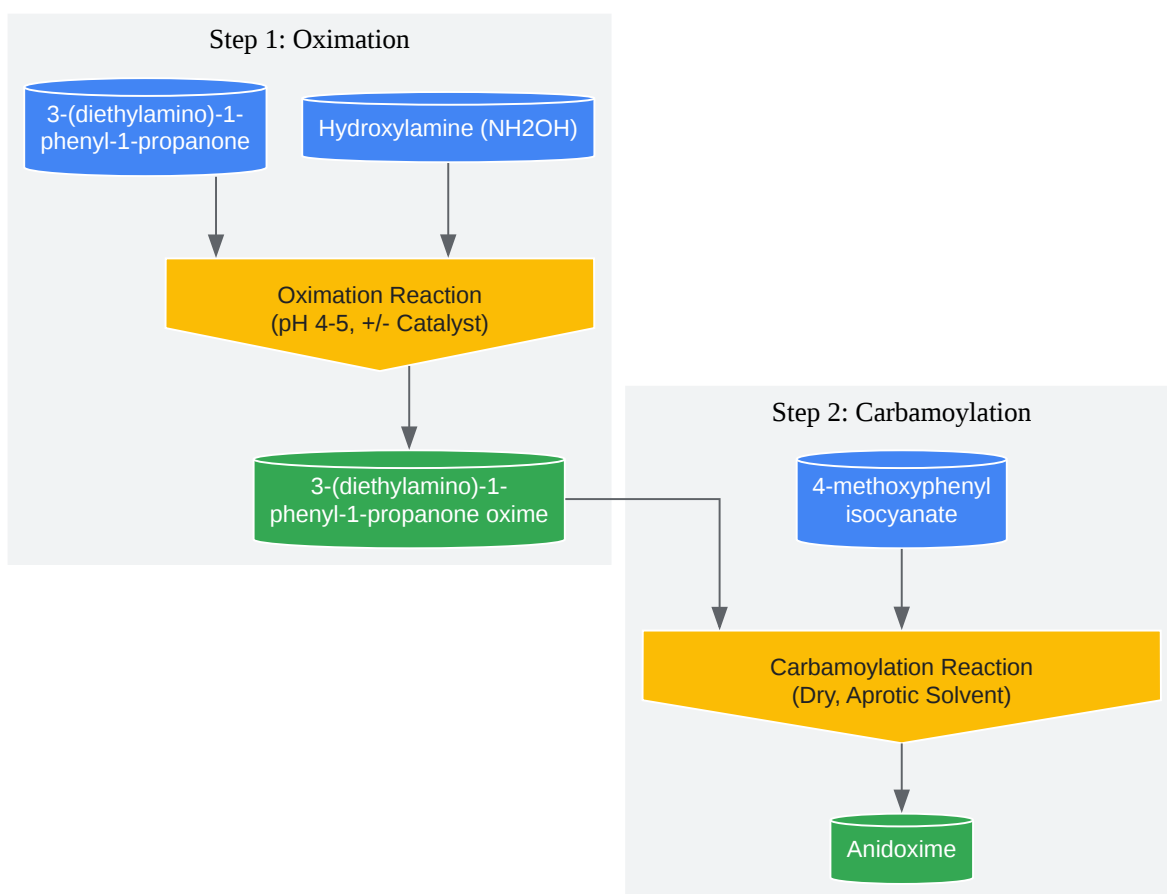 Step 1: Oximation
3-(diethylamino)-1-
phenyl-1-propanone
Hydroxylamine (NH2OH)
Oximation Reaction
(pH 4-5, +/- Catalyst)
3-(diethylamino)-1-
phenyl-1-propanone oxime
Step 2: Carbamoylation
4-methoxyphenyl
isocyanate
Carbamoylation Reaction
(Dry, Aprotic Solvent)
Anidoxime